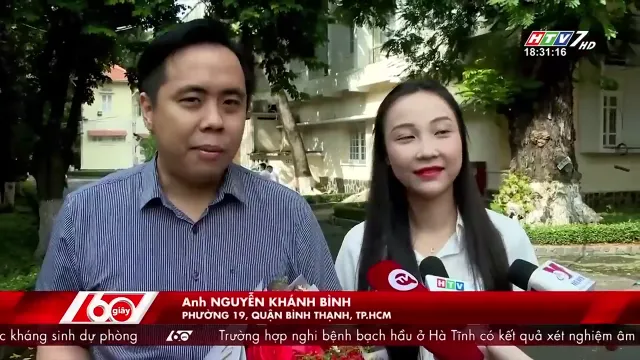 HTV7 HD
18:31:16
HTV
60 giây
Anh NGUYỄN KHÁNH BÌNH
PHƯỜNG 19, QUẬN BÌNH THẠNH, TP.HCM
c kháng sinh dự phòng Trường hợp nghi bệnh bạch hầu ở Hà Tĩnh có kết quả xét nghiệm âm